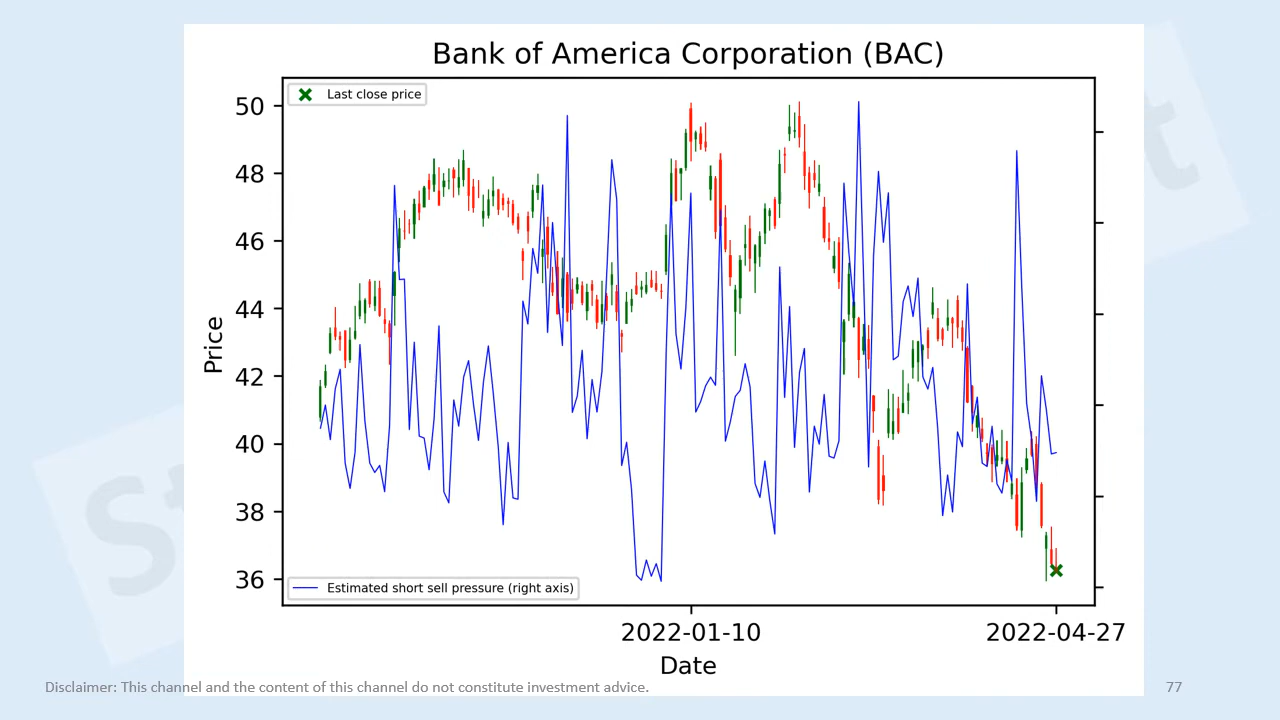 Bank of America Corporation (BAC)
Last close price
50
48
46
44
42
40
38
36
Price
Estimated short sell pressure (right axis)
2022-01-10
2022-04-27
Date
Disclaimer: This channel and the content of this channel do not constitute investment advice.
77
St
t